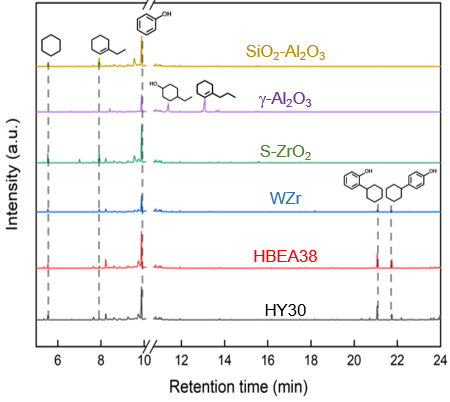 OH
SiO₂-Al₂O₃
HO
γ-Al₂O₃
S-ZrO₂
OH
OH
WZr
HBEA38
HY30
Intensity (a.u.)
6 8 10 12 14 16 18 20 22 24
Retention time (min)